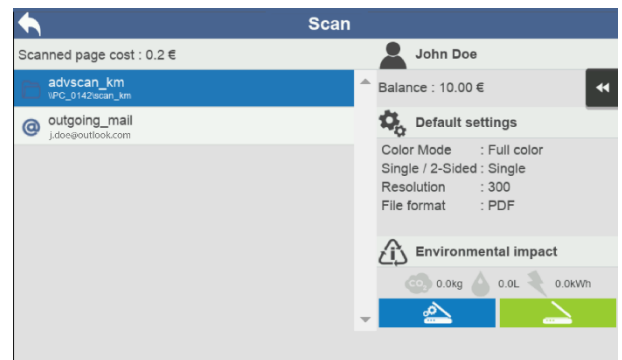 Scan
Scanned page cost : 0.2 €
advscan_km
\\PC_0142\scan_km
outgoing_mail
j.doe@outlook.com
John Doe
Balance : 10.00 €
Default settings
Color Mode : Full color
Single / 2-Sided : Single
Resolution : 300
File format : PDF
Environmental impact
CO₂ 0.0kg 0.0L 0.0kWh